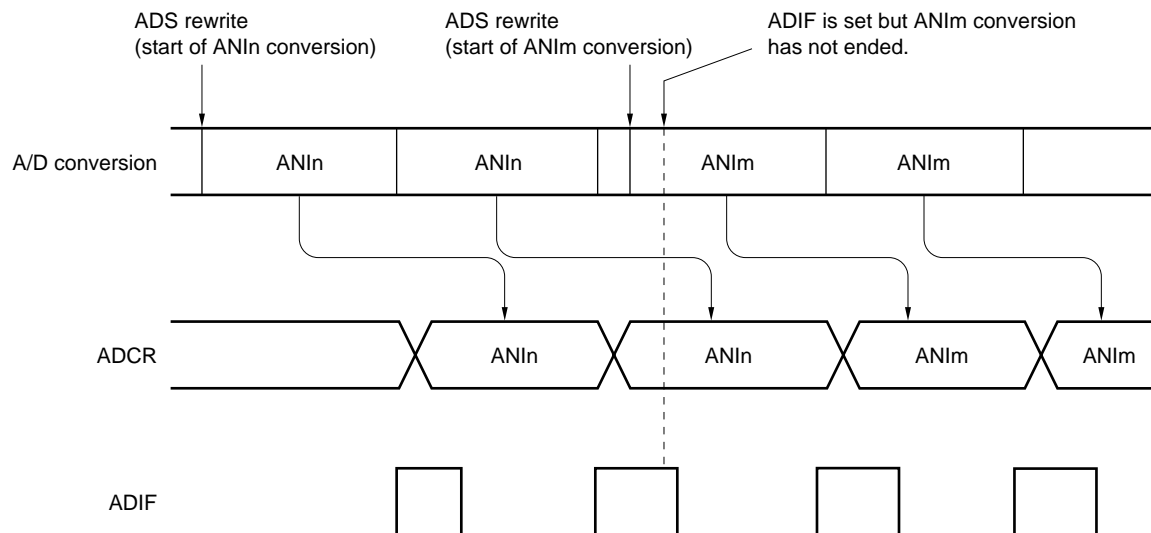 ADS rewrite
(start of ANIn conversion)
ADS rewrite
(start of ANIm conversion)
ADIF is set but ANIm conversion
has not ended.
A/D conversion
ANIn
ANIn
ANIm
ANIm
ADCR
ANIn
ANIn
ANIm
ANIm
ADIF